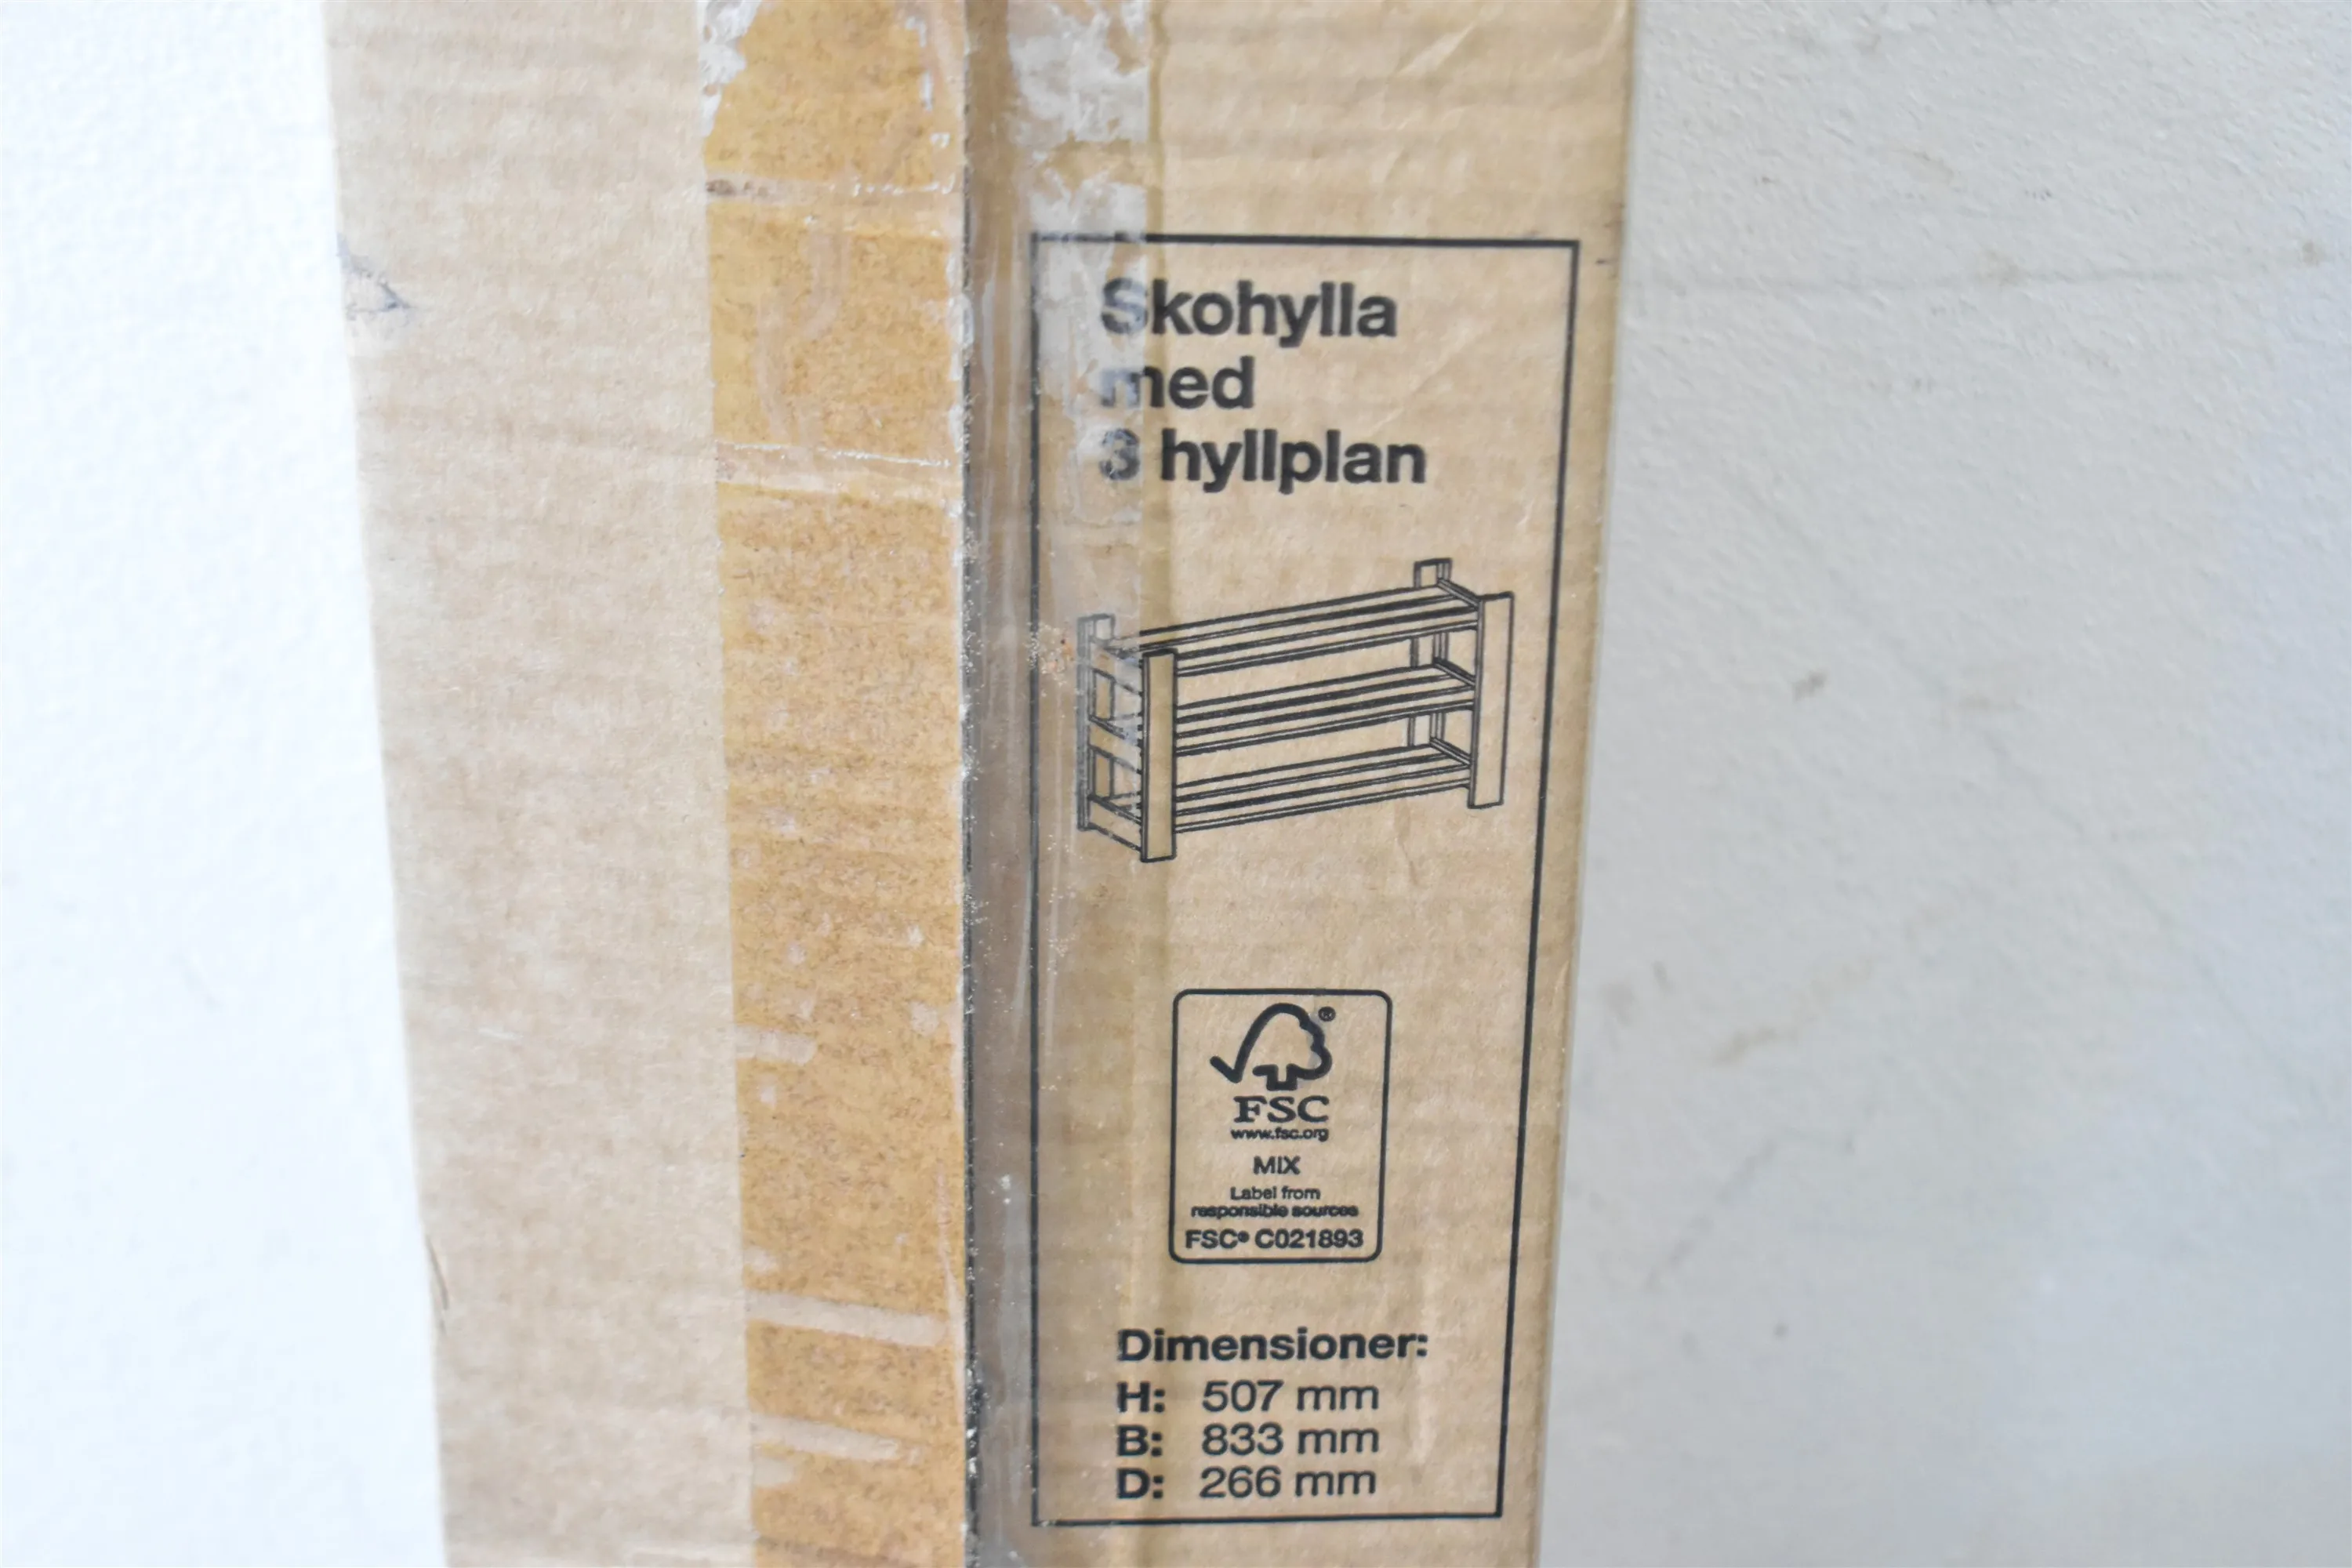 Skohylla
med
3 hyllplan
®
FSC
www.fsc.org
MIX
Label from
responsible sources
FSC® C021893
Dimensioner:
H: 507 mm
B: 833 mm
D: 266 mm